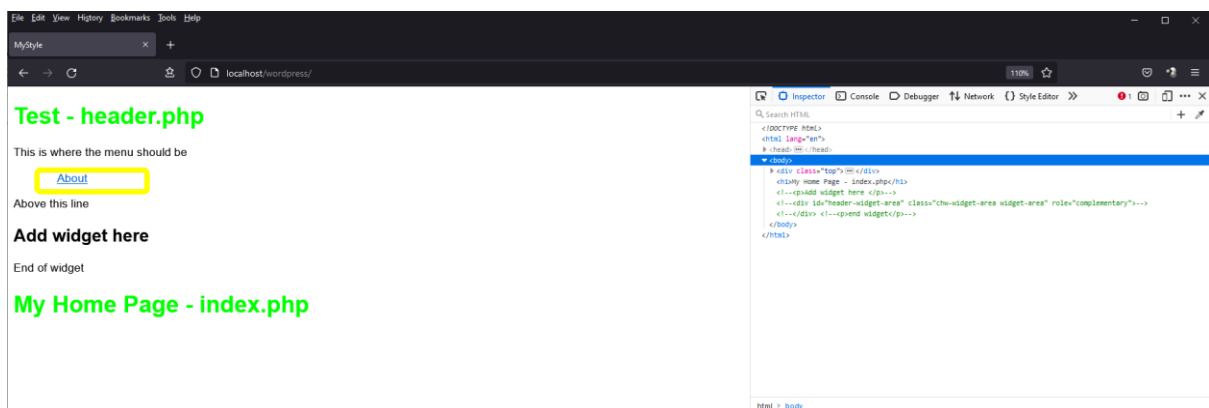 File Edit View History Bookmarks Tools Help
MyStyle
localhost/wordpress/
110%
Inspector Console Debugger Network Style Editor
1
Search HTML
Test - header.php
This is where the menu should be
About
Above this line
Add widget here
End of widget
My Home Page - index.php
<!DOCTYPE html>
<html lang="en">
<head> </head>
<body>
<div class="top"> </div>
<h1>My Home Page - index.php</h1>
<!--<p>Add widget here </p>-->
<!--<div id="header-widget-area" class="chw-widget-area widget-area" role="complementary">-->
<!--</div> <!--<p>end widget</p>-->
</body>
</html>
html > body